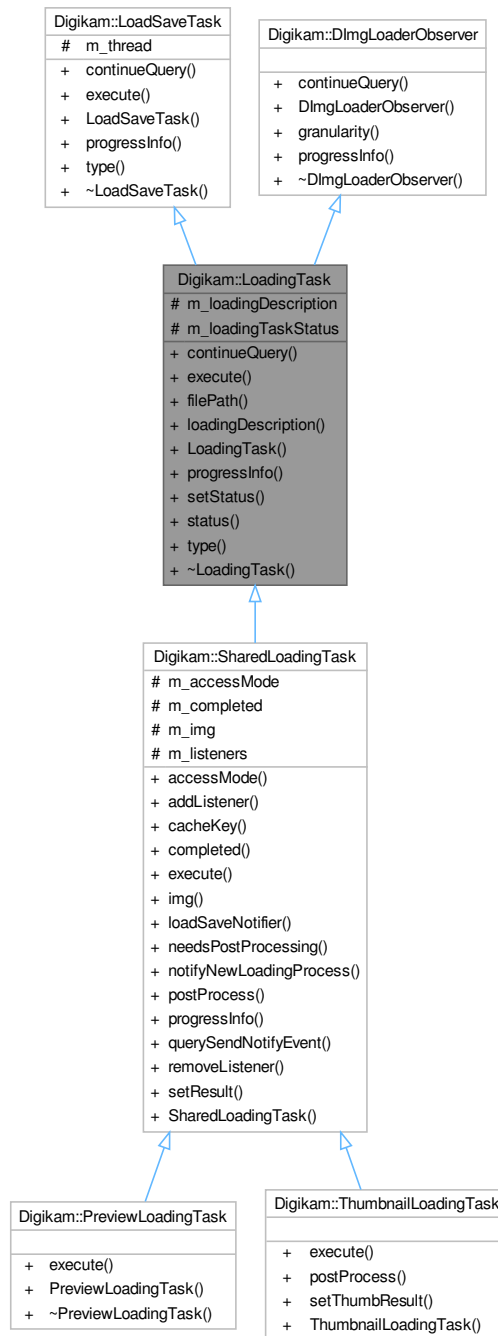 Digikam::LoadSaveTask
# m_thread
+ continueQuery()
+ execute()
+ LoadSaveTask()
+ progressInfo()
+ type()
+ ~LoadSaveTask()
Digikam::DImgLoaderObserver
+ continueQuery()
+ DImgLoaderObserver()
+ granularity()
+ progressInfo()
+ ~DImgLoaderObserver()
Digikam::LoadingTask
# m_loadingDescription
# m_loadingTaskStatus
+ continueQuery()
+ execute()
+ filePath()
+ loadingDescription()
+ LoadingTask()
+ progressInfo()
+ setStatus()
+ status()
+ type()
+ ~LoadingTask()
Digikam::SharedLoadingTask
# m_accessMode
# m_completed
# m_img
# m_listeners
+ accessMode()
+ addListener()
+ cacheKey()
+ completed()
+ execute()
+ img()
+ loadSaveNotifier()
+ needsPostProcessing()
+ notifyNewLoadingProcess()
+ postProcess()
+ progressInfo()
+ querySendNotifyEvent()
+ removeListener()
+ setResult()
+ SharedLoadingTask()
Digikam::PreviewLoadingTask
+ execute()
+ PreviewLoadingTask()
+ ~PreviewLoadingTask()
Digikam::ThumbnailLoadingTask
+ execute()
+ postProcess()
+ setThumbResult()
+ ThumbnailLoadingTask()